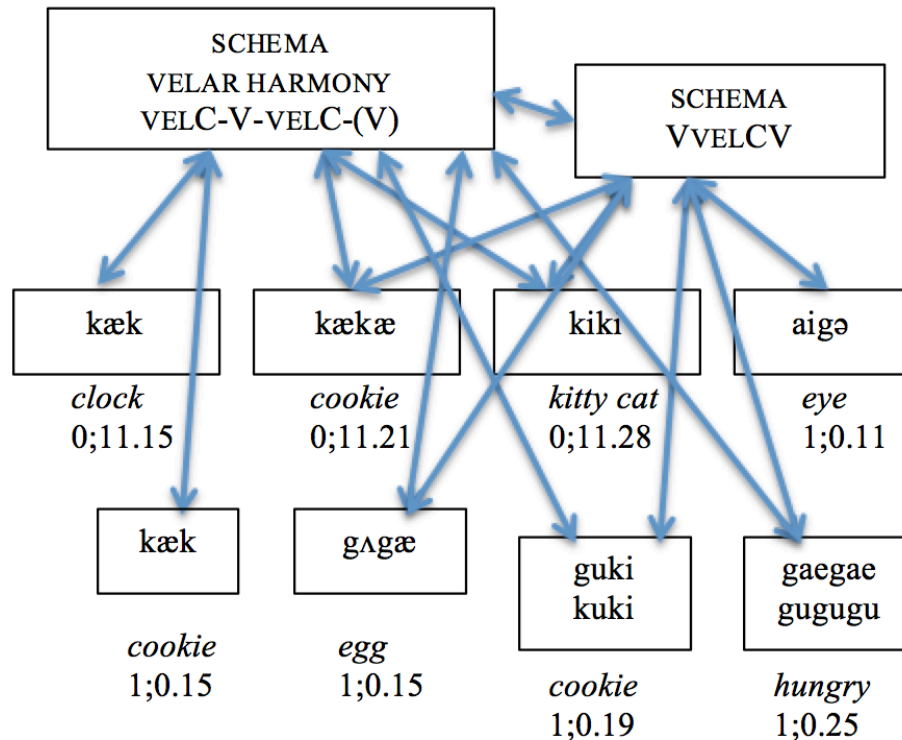 SCHEMA
VELAR HARMONY
VELC-V-VELC-(V)
SCHEMA
VVELCV
kæk
kækæ
kikɪ
aigə
clock
0;11.15
cookie
0;11.21
kitty cat
0;11.28
eye
1;0.11
kæk
gʌgæ
guki
kuki
gaegae
gugugu
cookie
1;0.15
egg
1;0.15
cookie
1;0.19
hungry
1;0.25